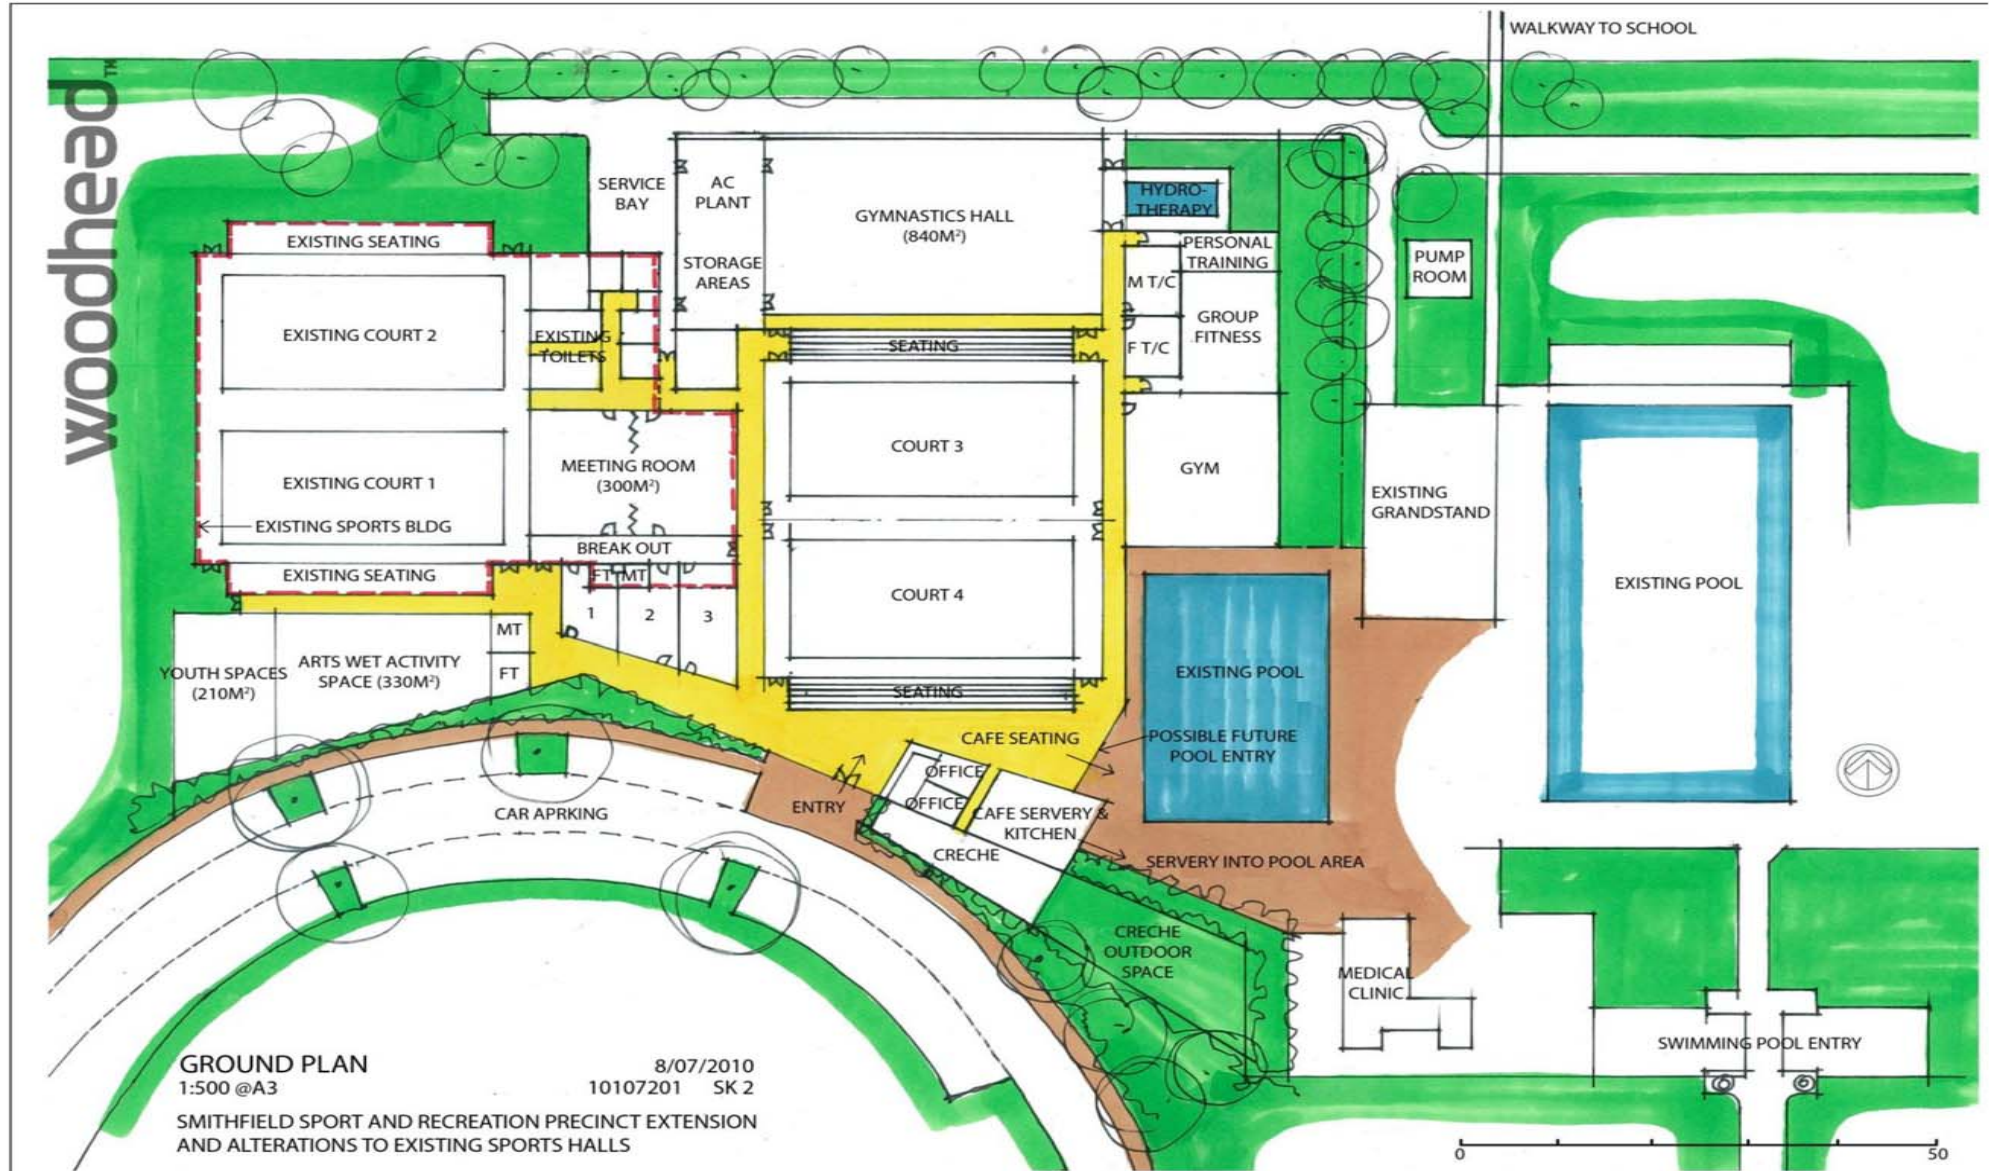 woodhead™
WALKWAY TO SCHOOL
SERVICE
BAY
AC
PLANT
STORAGE
AREAS
GYMNASTICS HALL
(840M²)
HYDRO-
THERAPY
PERSONAL
TRAINING
M T/C
F T/C
GROUP
FITNESS
PUMP
ROOM
EXISTING SEATING
EXISTING COURT 2
EXISTING
TOILETS
SEATING
COURT 3
GYM
EXISTING
GRANDSTAND
MEETING ROOM
(300M²)
EXISTING COURT 1
EXISTING SPORTS BLDG
BREAK OUT
FT MT
EXISTING SEATING
1
2
3
COURT 4
EXISTING POOL
MT
FT
YOUTH SPACES
(210M²)
ARTS WET ACTIVITY
SPACE (330M²)
SEATING
EXISTING POOL
CAFE SEATING
POSSIBLE FUTURE
POOL ENTRY
OFFICE
OFFICE
ENTRY
CAR APRKING
CAFE SERVERY &
KITCHEN
CRECHE
SERVERY INTO POOL AREA
CRECHE
OUTDOOR
SPACE
MEDICAL
CLINIC
SWIMMING POOL ENTRY
GROUND PLAN
8/07/2010
1:500 @A3
10107201 SK 2
SMITHFIELD SPORT AND RECREATION PRECINCT EXTENSION
AND ALTERATIONS TO EXISTING SPORTS HALLS
0
50